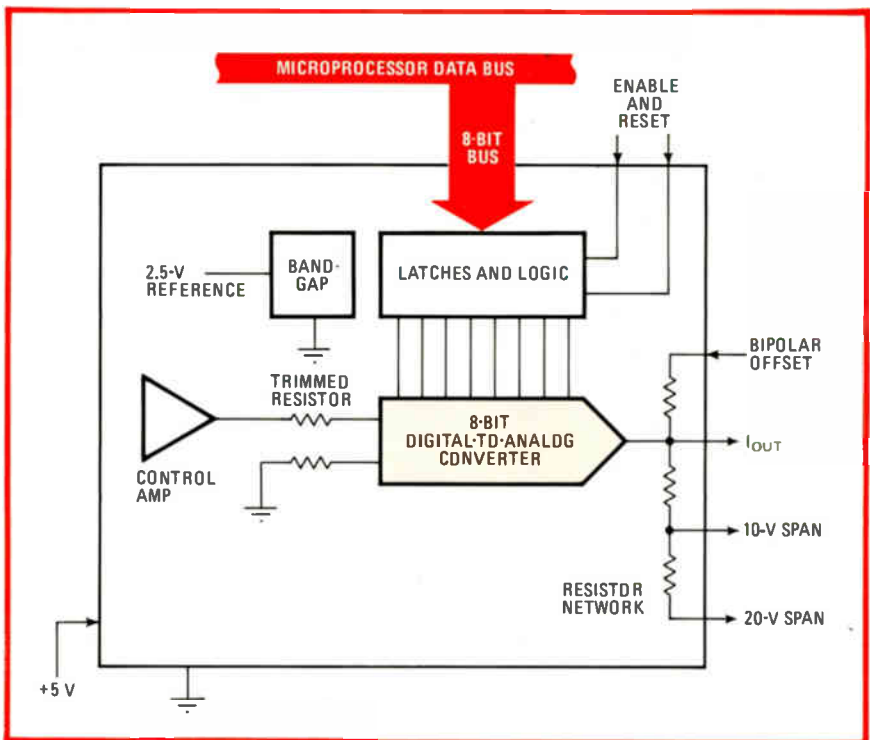 MICROPROCESSOR DATA BUS
ENABLE
AND
RESET
8-BIT
BUS
2.5-V
REFERENCE
BAND-
GAP
LATCHES AND LOGIC
BIPOLAR
OFFSET
TRIMMED
RESISTOR
8-BIT
DIGITAL-TD-ANALDG
CDNVERTER
IOUT
CONTROL
AMP
10-V SPAN
RESISTDR
NETWORK
20-V SPAN
+5 V